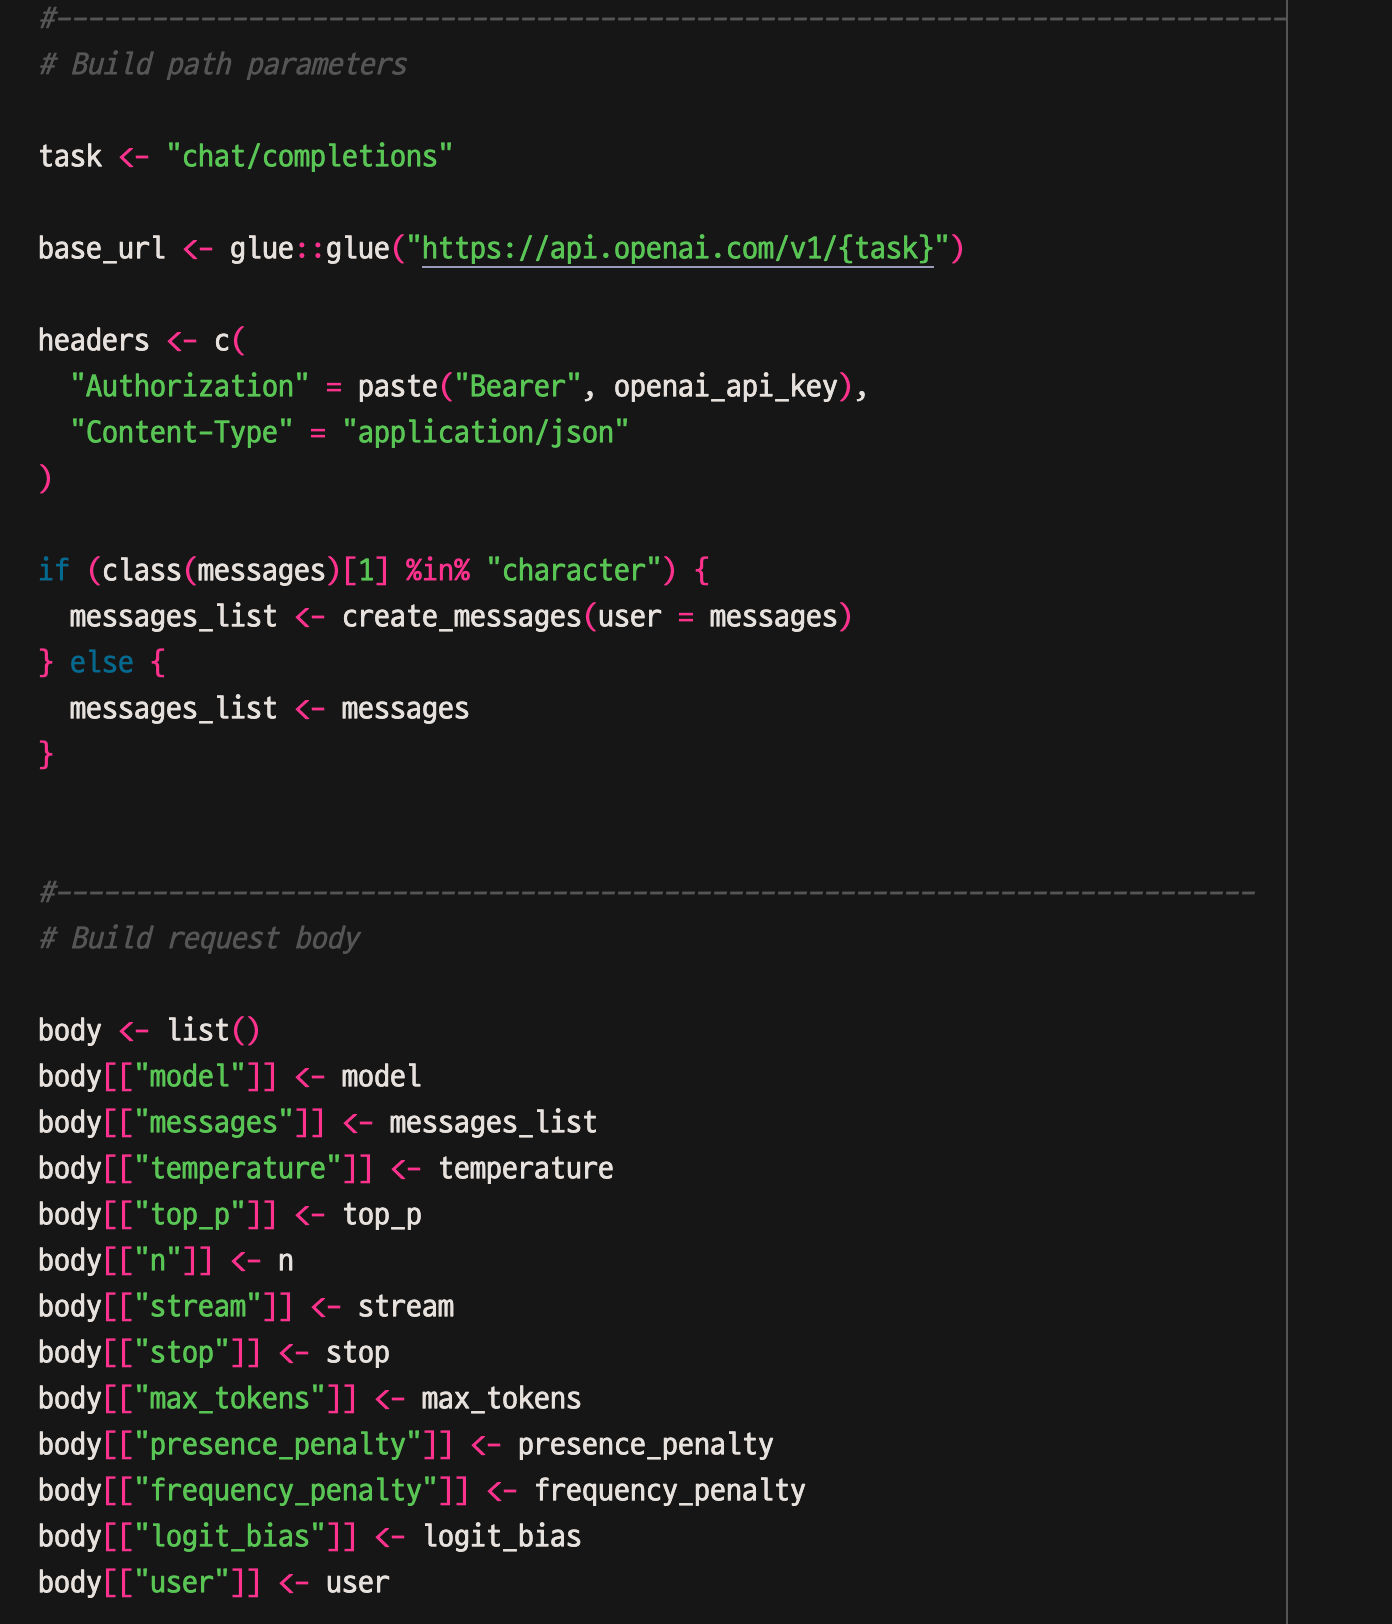 #-----------------------------------------------------------------------------
# Build path parameters
task <- "chat/completions"
base_url <- glue::glue("https://api.openai.com/v1/{task}")
headers <- c(
  "Authorization" = paste("Bearer", openai_api_key),
  "Content-Type" = "application/json"
)
if (class(messages)[1] %in% "character") {
  messages_list <- create_messages(user = messages)
} else {
  messages_list <- messages
}
#---------------------------------------------------------------------------
# Build request body
body <- list()
body[["model"]] <- model
body[["messages"]] <- messages_list
body[["temperature"]] <- temperature
body[["top_p"]] <- top_p
body[["n"]] <- n
body[["stream"]] <- stream
body[["stop"]] <- stop
body[["max_tokens"]] <- max_tokens
body[["presence_penalty"]] <- presence_penalty
body[["frequency_penalty"]] <- frequency_penalty
body[["logit_bias"]] <- logit_bias
body[["user"]] <- user